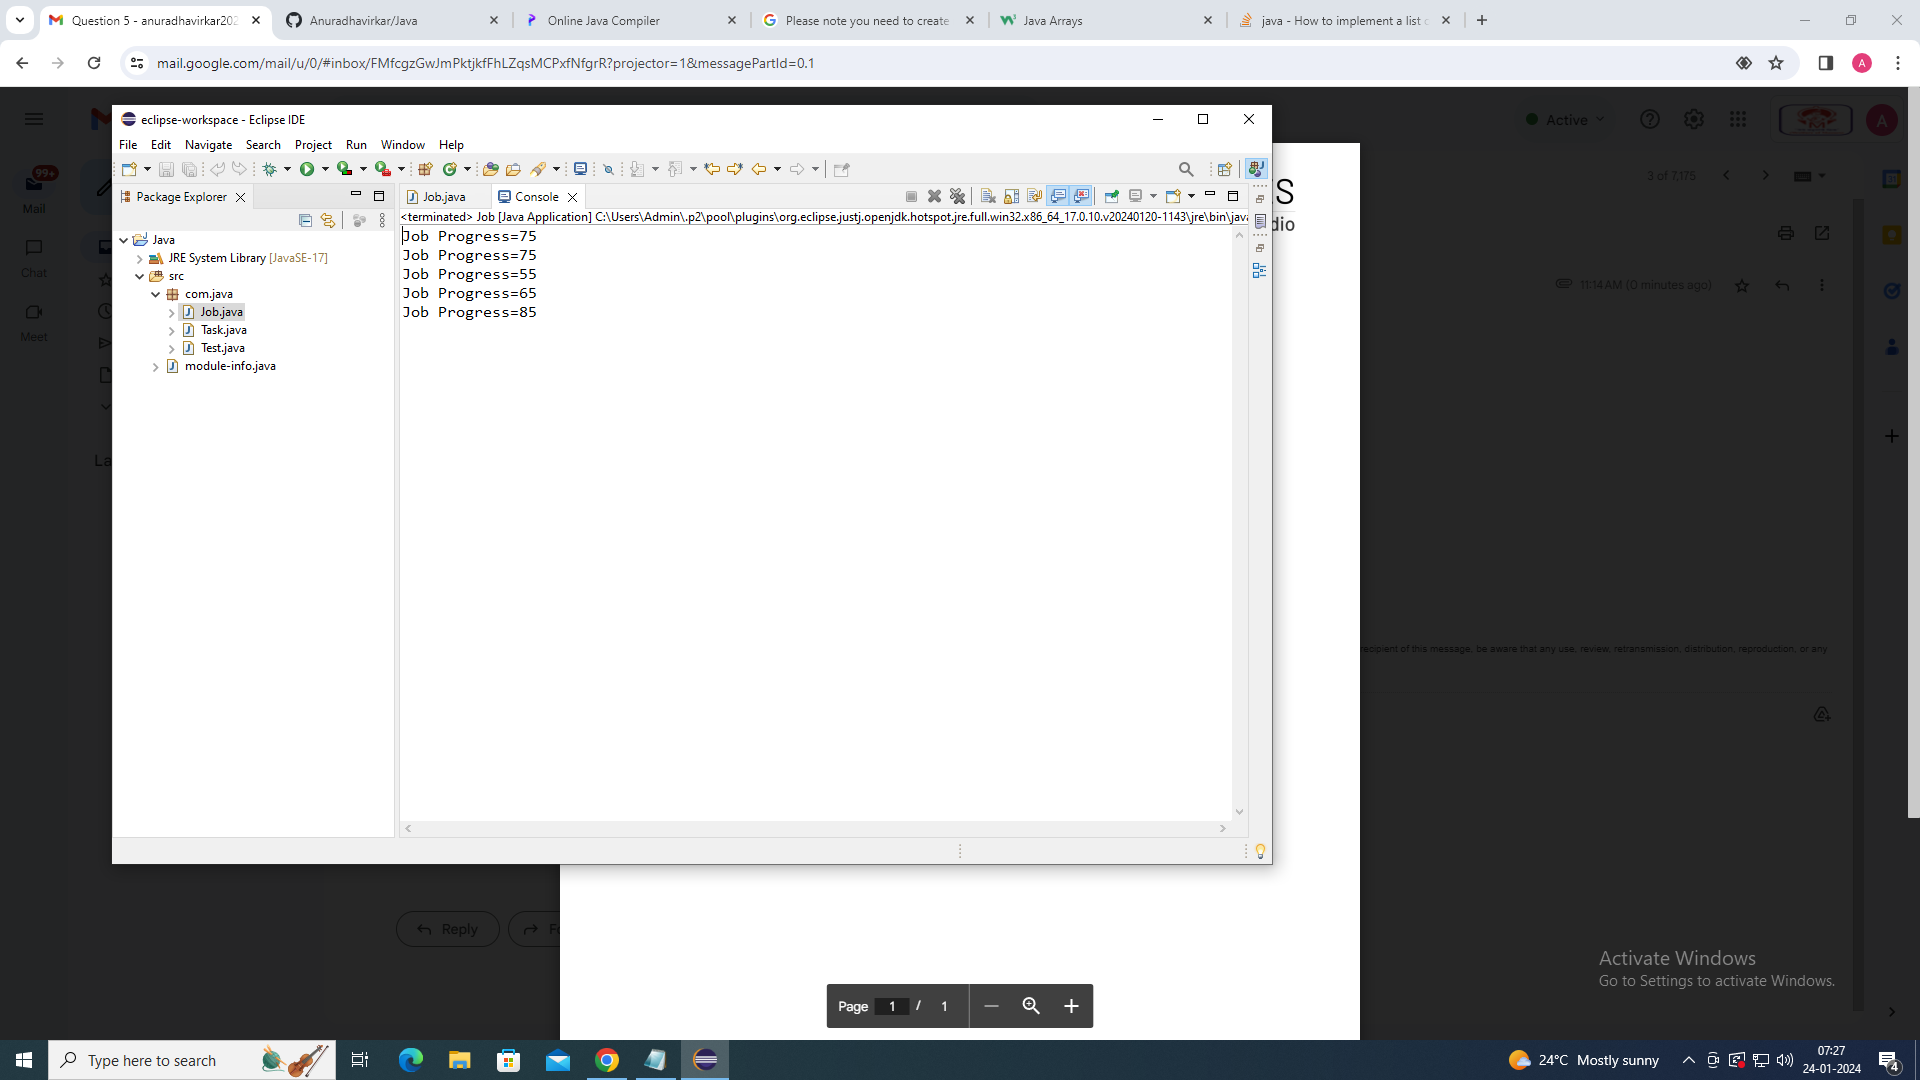 Question 5 - anuradhavirkar202
Anuradhavirkar/Java
Online Java Compiler
Please note you need to create
Java Arrays
java - How to implement a list o
mail.google.com/mail/u/0/#inbox/FMfcgzGwJmPktjkfFhLZqsMCPxfNfgrR?projector=1&messagePartId=0.1
A
eclipse-workspace - Eclipse IDE
File Edit Navigate Search Project Run Window Help
Package Explorer
Job.java
Console
<terminated> Job [Java Application] C:\Users\Admin\.p2\pool\plugins\org.eclipse.justj.openjdk.hotspot.jre.full.win32.x86_64_17.0.10.v20240120-1143\jre\bin\java
Java
JRE System Library [JavaSE-17]
src
com.java
Job.java
Task.java
Test.java
module-info.java
Job Progress=75
Job Progress=75
Job Progress=55
Job Progress=65
Job Progress=85
99+
Mail
Chat
Meet
La
Active
A
3 of 7,175
S
dio
11:14 AM (0 minutes ago)
recipient of this message, be aware that any use, review, retransmission, distribution, reproduction, or any
Reply
Fo
Page 1 / 1
Activate Windows
Go to Settings to activate Windows.
Type here to search
24°C Mostly sunny
07:27
24-01-2024
4